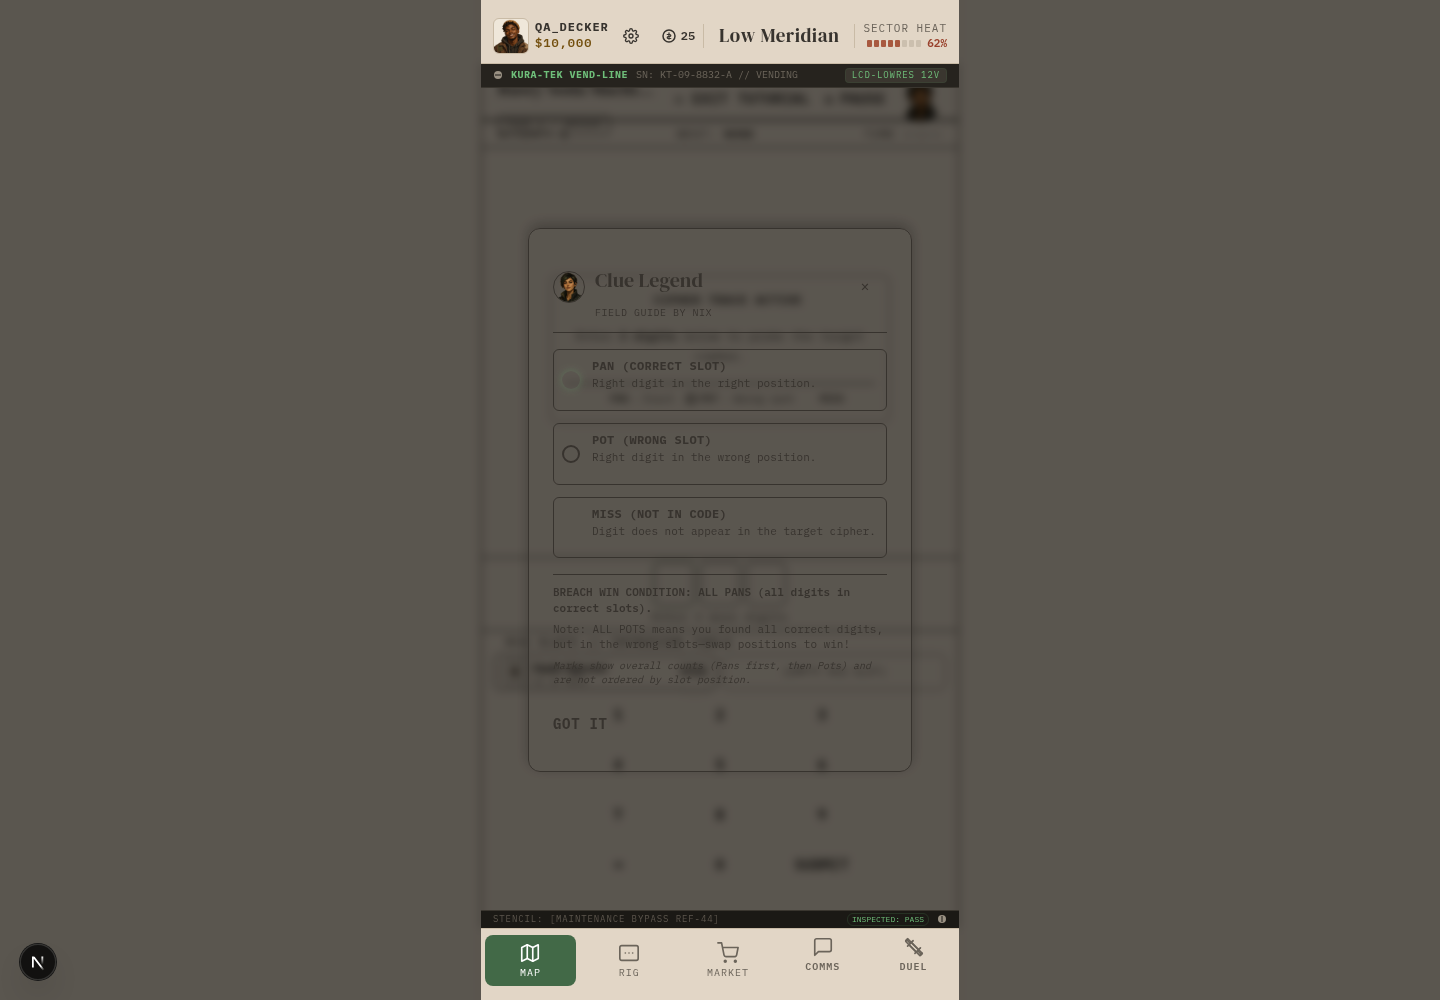 QA_DECKER
$10,000
25
Low Meridian
SECTOR HEAT
62%
KURA-TEK VEND-LINE SN: KT-09-8832-A // VENDING
LCD-LOWRES 12V
EXIT TUTORIAL
Clue Legend
×
FIELD GUIDE BY NIX
PAN (CORRECT SLOT)
Right digit in the right position.
POT (WRONG SLOT)
Right digit in the wrong position.
MISS (NOT IN CODE)
Digit does not appear in the target cipher.
BREACH WIN CONDITION: ALL PANS (all digits in
correct slots).
Note: ALL POTS means you found all correct digits,
but in the wrong slots—swap positions to win!
Marks show overall counts (Pans first, then Pots) and
are not ordered by slot position.
GOT IT
SUBMIT
STENCIL: [MAINTENANCE BYPASS REF-44]
INSPECTED: PASS
N
MAP
RIG
MARKET
COMMS
DUEL